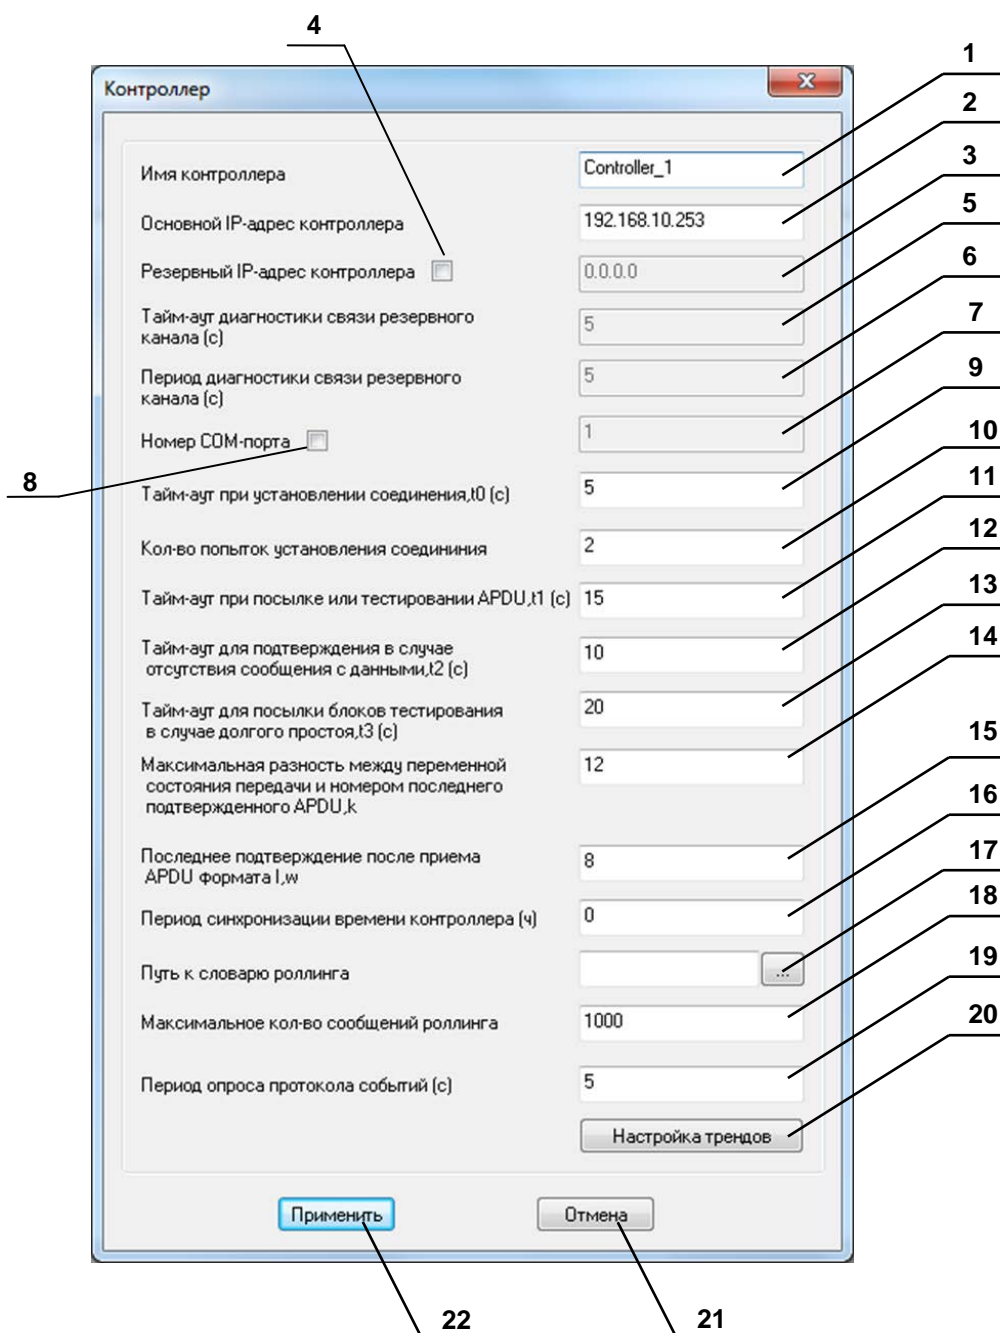 4
1
Контроллер
2
3
Имя контроллера
Controller_1
5
Основной IP-адрес контроллера
192.168.10.253
6
Резервный IP-адрес контроллера
0.0.0.0
7
Тайм-аут диагностики связи резервного
канала (с)
5
9
Период диагностики связи резервного
канала (с)
5
10
Номер COM-порта
1
8
11
Тайм-аут при установлении соединения,t0 (с)
5
12
Кол-во попыток установления соедининия
2
13
Тайм-аут при посылке или тестировании APDU,t1 (с)
15
14
Тайм-аут для подтверждения в случае
отсутствия сообщения с данными,t2 (с)
10
Тайм-аут для посылки блоков тестирования
в случае долгого простоя,t3 (с)
20
15
Максимальная разность между переменной
состояния передачи и номером последнего
подтвержденного APDU,k
12
16
Последнее подтверждение после приема
APDU формата I,w
8
17
18
Период синхронизации времени контроллера (ч)
0
19
Путь к словарю роллинга
...
20
Максимальное кол-во сообщений роллинга
1000
Период опроса протокола событий (с)
5
Настройка трендов
Применить
Отмена
22
21